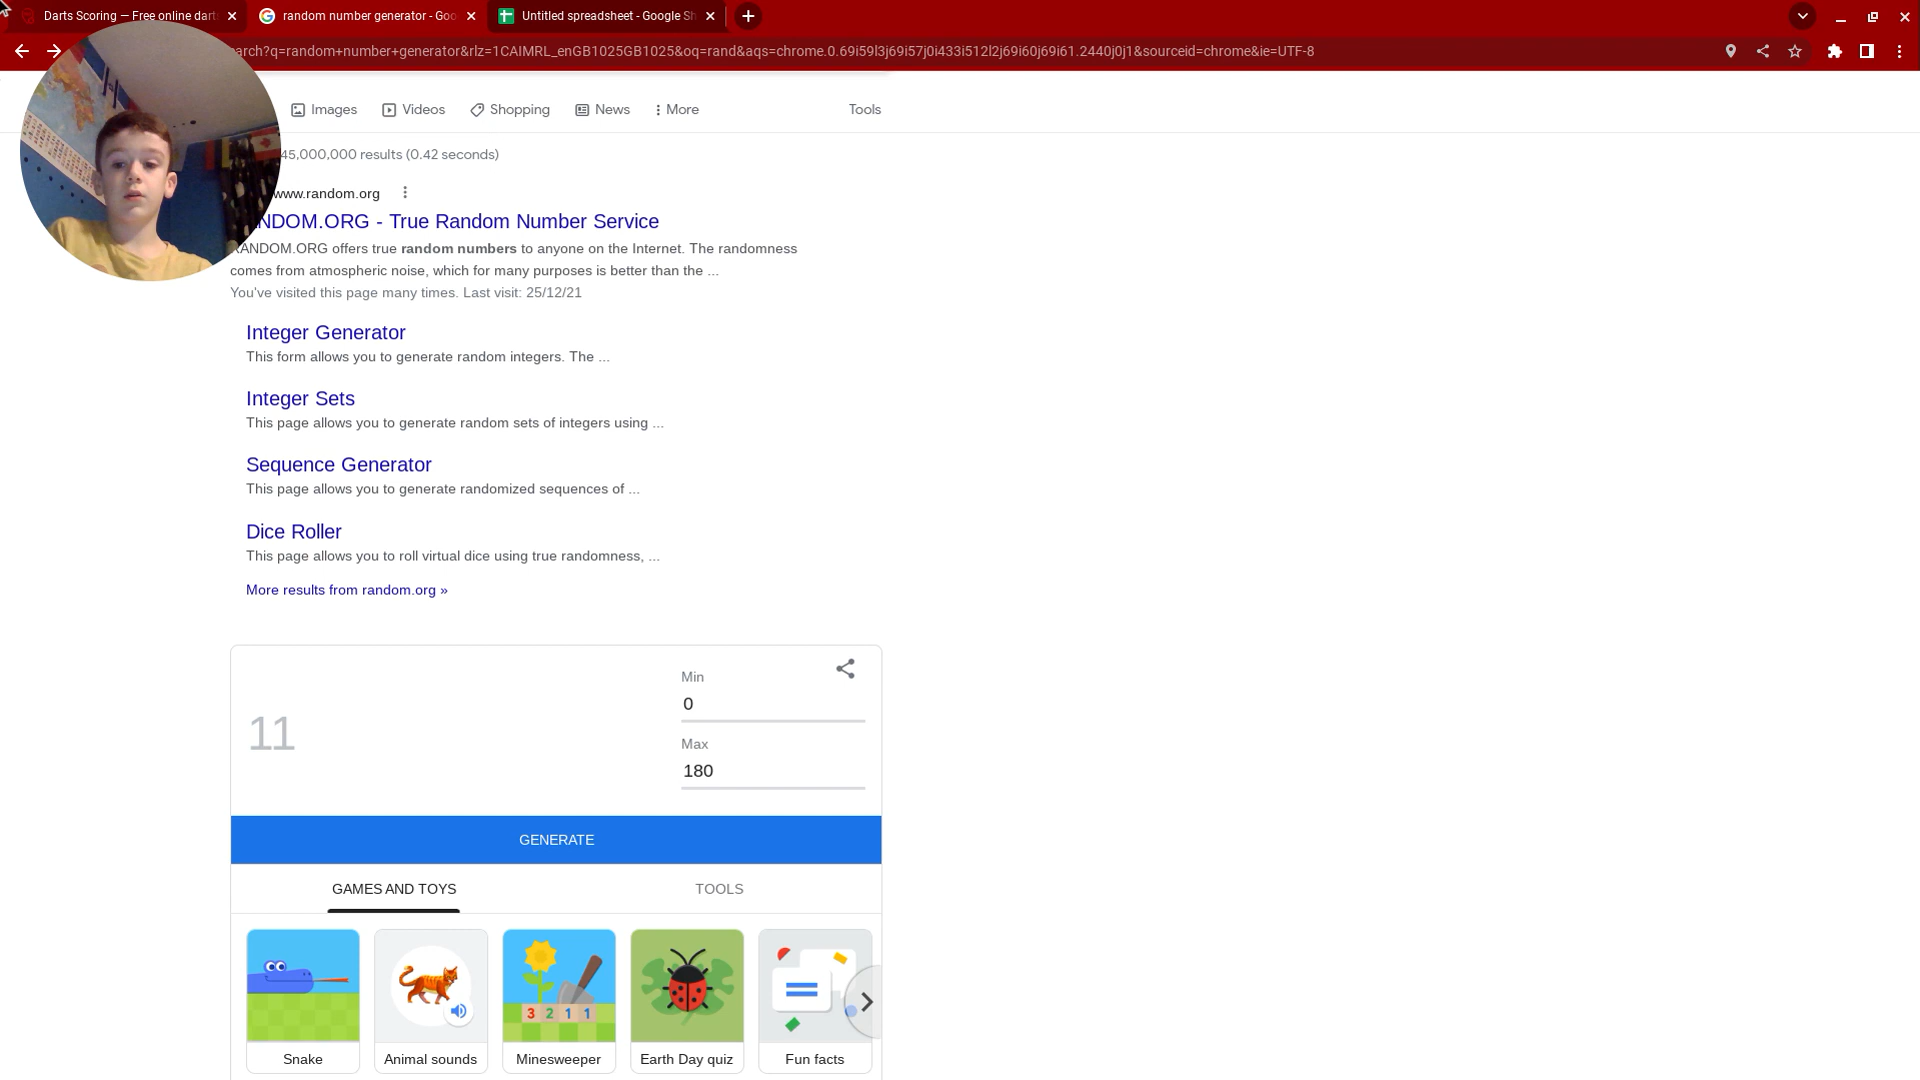 Darts Scoring — Free online dart
random number generator - Goo
Untitled spreadsheet - Google Sh
arch?q=random+number+generator&rlz=1CAIMRL_enGB1025GB1025&oq=rand&aqs=chrome.0.69i59l3j69i57j0i433i512l2j69i60j69i61.2440j0j1&sourceid=chrome&ie=UTF-8
Images
Videos
Shopping
News
More
Tools
45,000,000 results (0.42 seconds)
www.random.org
NDOM.ORG - True Random Number Service
RANDOM.ORG offers true random numbers to anyone on the Internet. The randomness
comes from atmospheric noise, which for many purposes is better than the ...
You've visited this page many times. Last visit: 25/12/21
Integer Generator
This form allows you to generate random integers. The ...
Integer Sets
This page allows you to generate random sets of integers using ...
Sequence Generator
This page allows you to generate randomized sequences of ...
Dice Roller
This page allows you to roll virtual dice using true randomness, ...
More results from random.org »
11
Min
0
Max
180
GENERATE
GAMES AND TOYS
TOOLS
3 2 1 1
Snake
Animal sounds
Minesweeper
Earth Day quiz
Fun facts